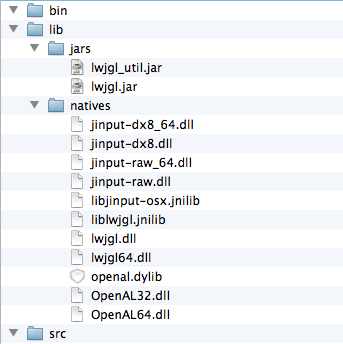 bin
lib
jars
lwjgl_util.jar
lwjgl.jar
natives
jinput-dx8_64.dll
jinput-dx8.dll
jinput-raw_64.dll
jinput-raw.dll
libjinput-osx.jnilib
liblwjgl.jnilib
lwjgl.dll
lwjgl64.dll
openal.dylib
OpenAL32.dll
OpenAL64.dll
src